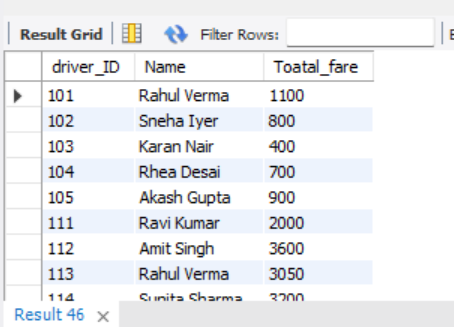 Result Grid Filter Rows: E
driver_ID Name Toatal_fare
101 Rahul Verma 1100
102 Sneha Iyer 800
103 Karan Nair 400
104 Rhea Desai 700
105 Akash Gupta 900
111 Ravi Kumar 2000
112 Amit Singh 3600
113 Rahul Verma 3050
114 Sunita Sharma 3200
Result 46